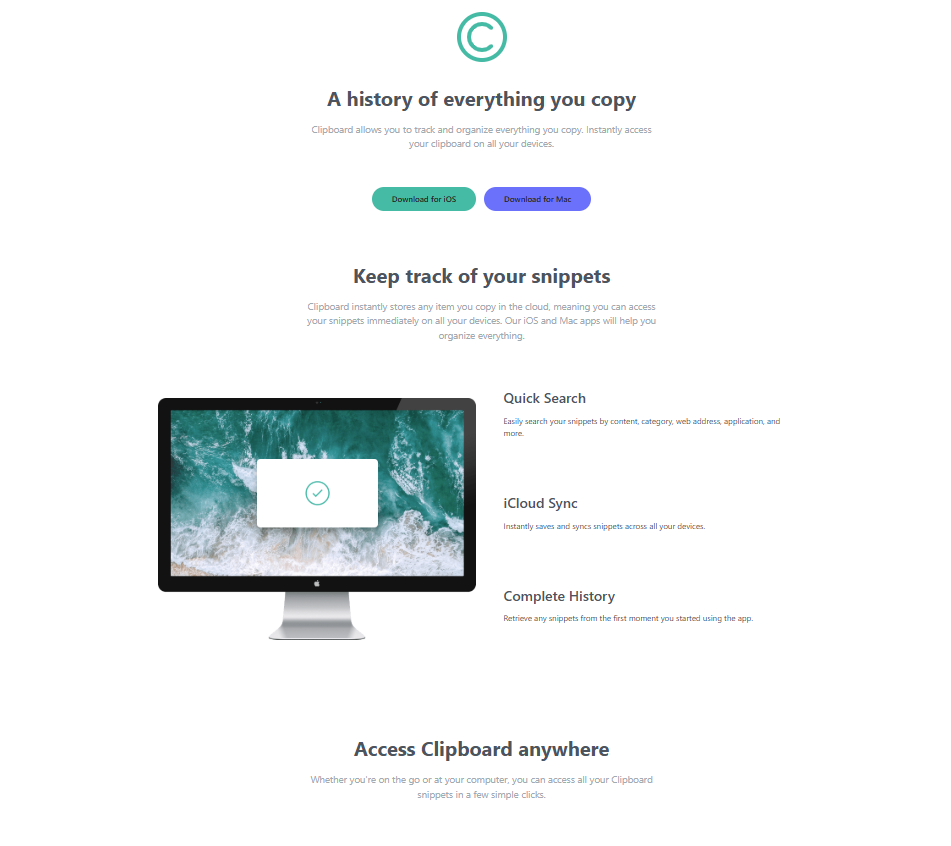 A history of everything you copy
Clipboard allows you to track and organize everything you copy. Instantly access
your clipboard on all your devices.
Download for iOS
Download for Mac
Keep track of your snippets
Clipboard instantly stores any item you copy in the cloud, meaning you can access
your snippets immediately on all your devices. Our iOS and Mac apps will help you
organize everything.
Quick Search
Easily search your snippets by content, category, web address, application, and
more.
iCloud Sync
Instantly saves and syncs snippets across all your devices.
Complete History
Retrieve any snippets from the first moment you started using the app.
Access Clipboard anywhere
Whether you're on the go or at your computer, you can access all your Clipboard
snippets in a few simple clicks.